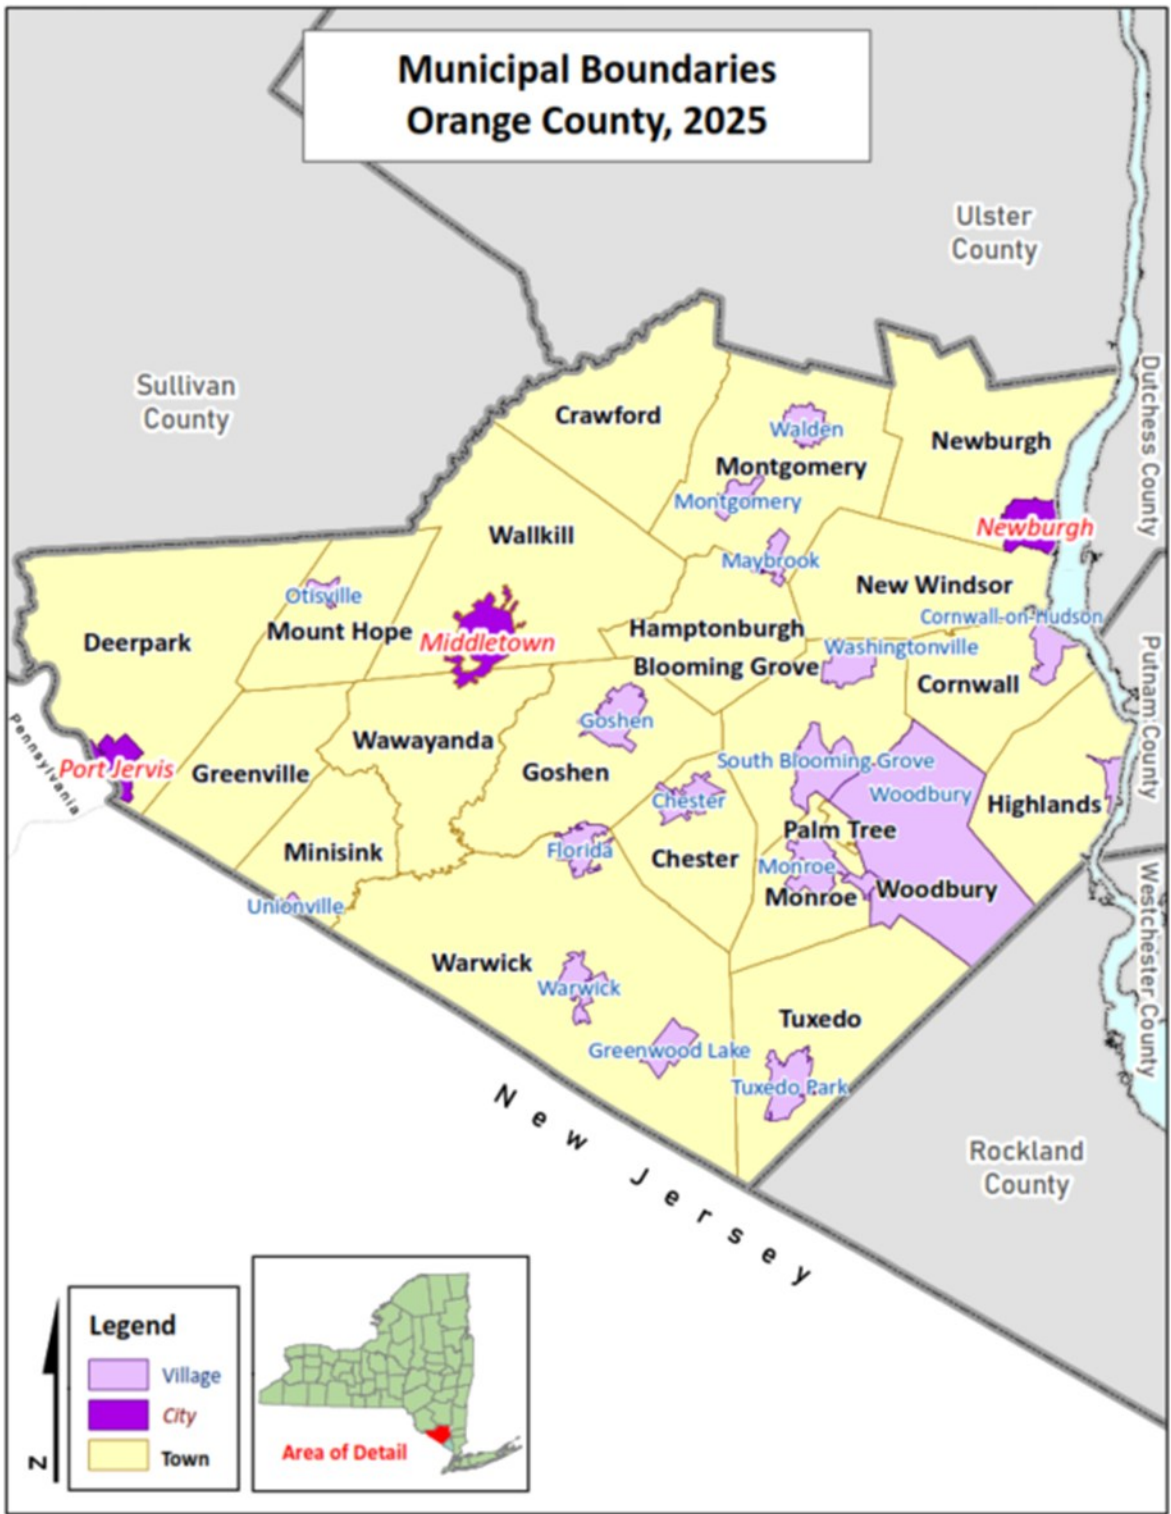 Municipal Boundaries
Orange County, 2025
Ulster
County
Sullivan
County
Dutchess County
Crawford
Walden
Newburgh
Montgomery
Montgomery
Newburgh
Wallkill
Maybrook
New Windsor
Otisville
Cornwall-on-Hudson
Mount Hope
Hamptonburgh
Deerpark
Middletown
Washingtonville
Blooming Grove
Cornwall
Putnam County
Goshen
Wawayanda
Pennsylvania
Port Jervis
Greenville
Goshen
South Blooming Grove
Woodbury
Chester
Highlands
Palm Tree
Minisink
Florida
Chester
Monroe
Monroe
Woodbury
Unionville
Westchester County
Warwick
Warwick
Tuxedo
Greenwood Lake
Tuxedo Park
New Jersey
Rockland
County
Legend
Village
City
Town
N
Area of Detail